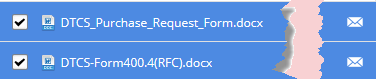 DTCS_Purchase_Request_Form.docx
DTCS-Form400.4(RFC).docx